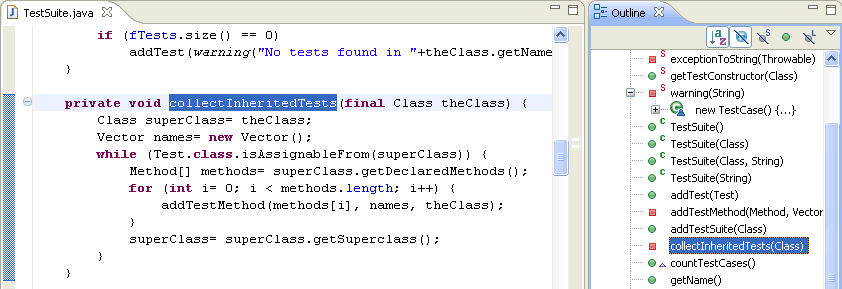 TestSuite.java
if (fTests.size() == 0)
addTest(warning("No tests found in "+theClass.getName
}
private void collectInheritedTests(final Class theClass) {
Class superClass= theClass;
Vector names= new Vector();
while (Test.class.isAssignableFrom(superClass)) {
Method[] methods= superClass.getDeclaredMethods();
for (int i= 0; i < methods.length; i++) {
addTestMethod(methods[i], names, theClass);
}
superClass= superClass.getSuperclass();
}
}
Outline
exceptionToString(Throwable)
getTestConstructor(Class)
warning(String)
new TestCase() {...}
TestSuite()
TestSuite(Class)
TestSuite(Class, String)
TestSuite(String)
addTest(Test)
addTestMethod(Method, Vector
addTestSuite(Class)
collectInheritedTests(Class)
countTestCases()
getName()